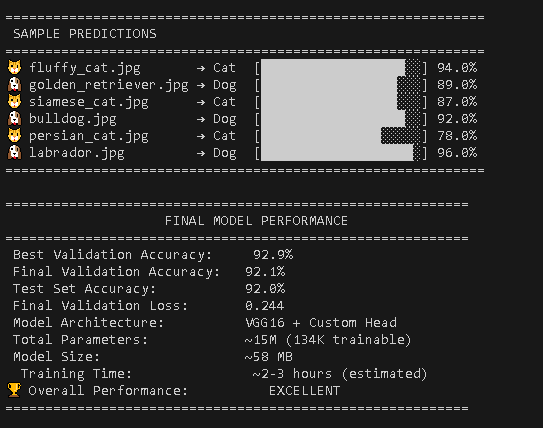 ============================================================
SAMPLE PREDICTIONS
============================================================
🐱 fluffy_cat.jpg → Cat [██████████████████░░] 94.0%
🐶 golden_retriever.jpg → Dog [█████████████████░░░] 89.0%
🐱 siamese_cat.jpg → Cat [█████████████████░░░] 87.0%
🐶 bulldog.jpg → Dog [██████████████████░░] 92.0%
🐱 persian_cat.jpg → Cat [███████████████░░░░░] 78.0%
🐶 labrador.jpg → Dog [███████████████████░] 96.0%
============================================================
==========================================================
FINAL MODEL PERFORMANCE
==========================================================
Best Validation Accuracy: 92.9%
Final Validation Accuracy: 92.1%
Test Set Accuracy: 92.0%
Final Validation Loss: 0.244
Model Architecture: VGG16 + Custom Head
Total Parameters: ~15M (134K trainable)
Model Size: ~58 MB
Training Time: ~2-3 hours (estimated)
🏆 Overall Performance: EXCELLENT
==========================================================